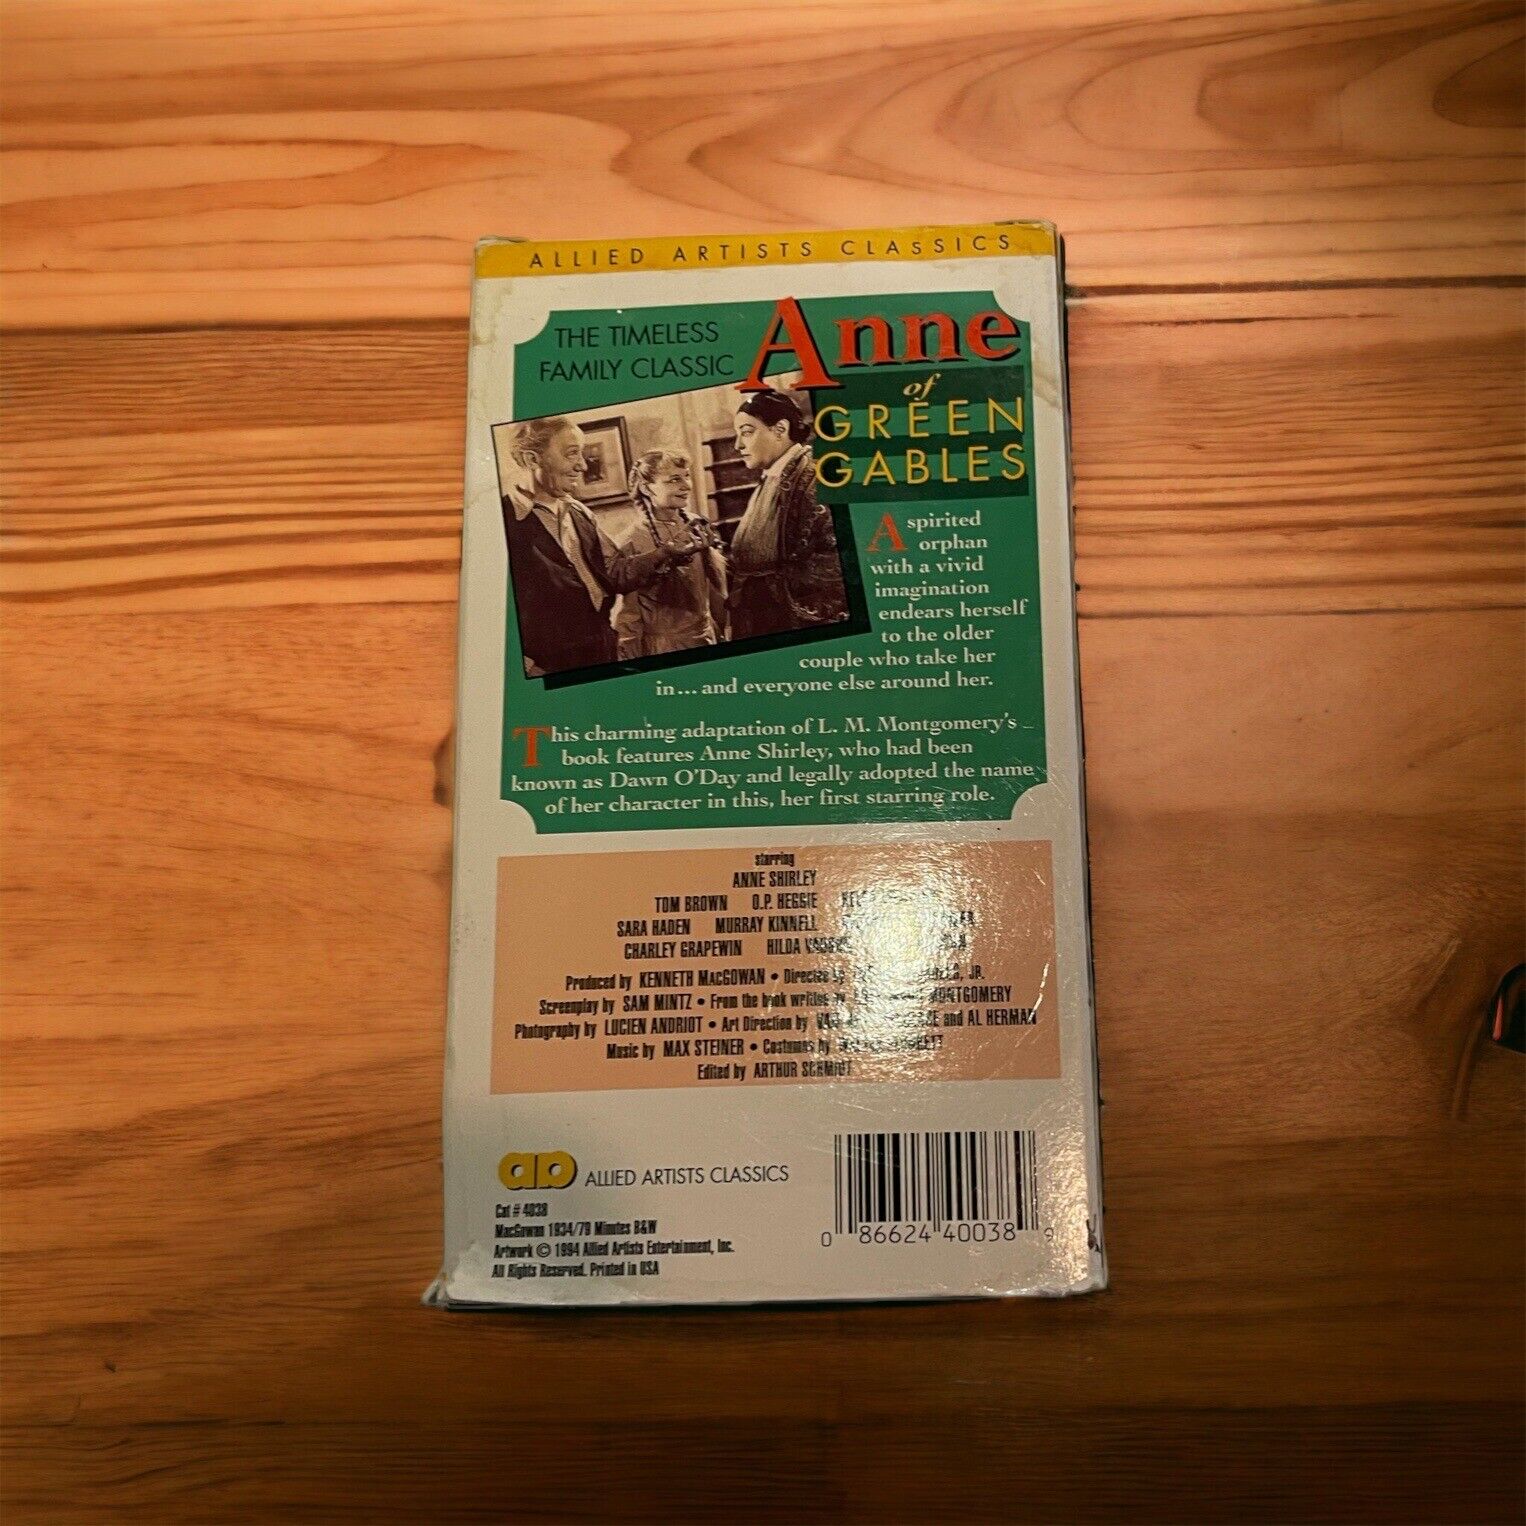 ALLIED ARTISTS CLASSICS
THE TIMELESS
FAMILY CLASSIC
Anne
of
GREEN
GABLES
A spirited
orphan
with a vivid
imagination
endears herself
to the older
couple who take her
in...and everyone else around her.
This charming adaptation of L. M. Montgomery's
book features Anne Shirley, who had been
known as Dawn O'Day and legally adopted the name
of her character in this, her first starring role.
starring
ANNE SHIRLEY
TOM BROWN O.P. HEGGIE
SARA HADEN MURRAY KINNELL
CHARLEY GRAPEWIN HILDA
Produced by KENNETH MacGOWAN • Directed by JR.
Screenplay by SAM MINTZ • From the book written by MONTGOMERY
Photography by LUCIEN ANDRIOT • Art Direction by and AL HERMAN
Music by MAX STEINER • Costumes by
Edited by ARTHUR SCHMIDT
aa ALLIED ARTISTS CLASSICS
Cat # 4038
MacGowan 1934/79 Minutes B&W
Artwork © 1994 Allied Artists Entertainment, Inc.
All Rights Reserved. Printed in USA
0 86624 40038 9